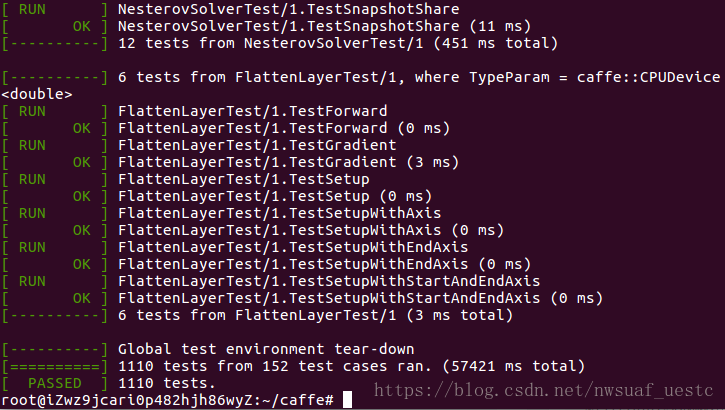 [ RUN      ] NesterovSolverTest/1.TestSnapshotShare
[       OK ] NesterovSolverTest/1.TestSnapshotShare (11 ms)
[----------] 12 tests from NesterovSolverTest/1 (451 ms total)
[----------] 6 tests from FlattenLayerTest/1, where TypeParam = caffe::CPUDevice
<double>
[ RUN      ] FlattenLayerTest/1.TestForward
[       OK ] FlattenLayerTest/1.TestForward (0 ms)
[ RUN      ] FlattenLayerTest/1.TestGradient
[       OK ] FlattenLayerTest/1.TestGradient (3 ms)
[ RUN      ] FlattenLayerTest/1.TestSetup
[       OK ] FlattenLayerTest/1.TestSetup (0 ms)
[ RUN      ] FlattenLayerTest/1.TestSetupWithAxis
[       OK ] FlattenLayerTest/1.TestSetupWithAxis (0 ms)
[ RUN      ] FlattenLayerTest/1.TestSetupWithEndAxis
[       OK ] FlattenLayerTest/1.TestSetupWithEndAxis (0 ms)
[ RUN      ] FlattenLayerTest/1.TestSetupWithStartAndEndAxis
[       OK ] FlattenLayerTest/1.TestSetupWithStartAndEndAxis (0 ms)
[----------] 6 tests from FlattenLayerTest/1 (3 ms total)
[----------] Global test environment tear-down
[==========] 1110 tests from 152 test cases ran. (57421 ms total)
[  PASSED  ] 1110 tests.
root@iZwz9jcari0p482hjh86wyZ:~/caffe#
https://blog.csdn.net/nwsuaf_uestc